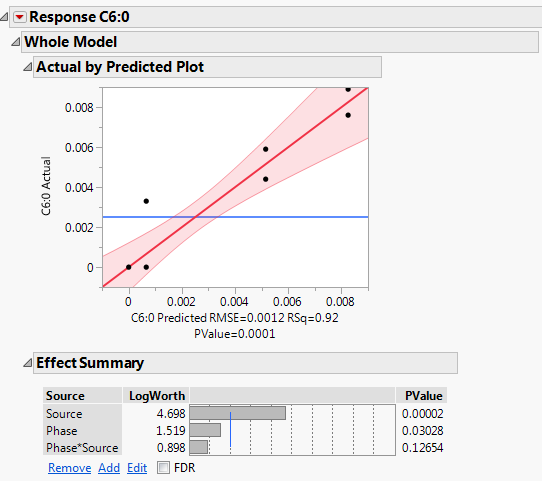 Response C6:0
Whole Model
Actual by Predicted Plot
0.008
0.006
0.004
0.002
0
C6:0 Actual
0 0.002 0.004 0.006 0.008
C6:0 Predicted RMSE=0.0012 RSq=0.92
PValue=0.0001
Effect Summary
Source LogWorth PValue
Source 4.698 0.00002
Phase 1.519 0.03028
Phase*Source 0.898 0.12654
Remove Add Edit FDR